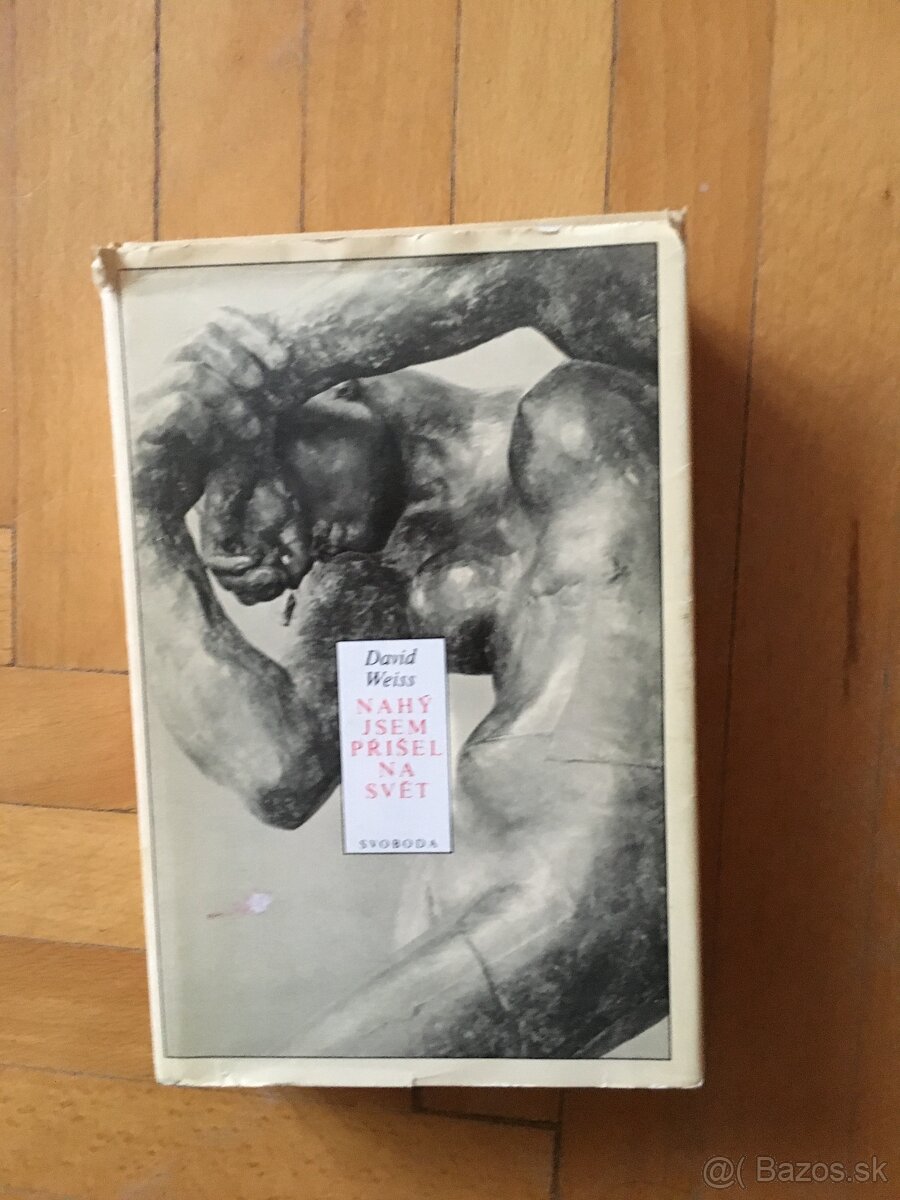 David
Weiss
NAHÝ
JSEM
PŘIŠEL
NA
SVĚT
SVOBODA
@( Bazos.sk